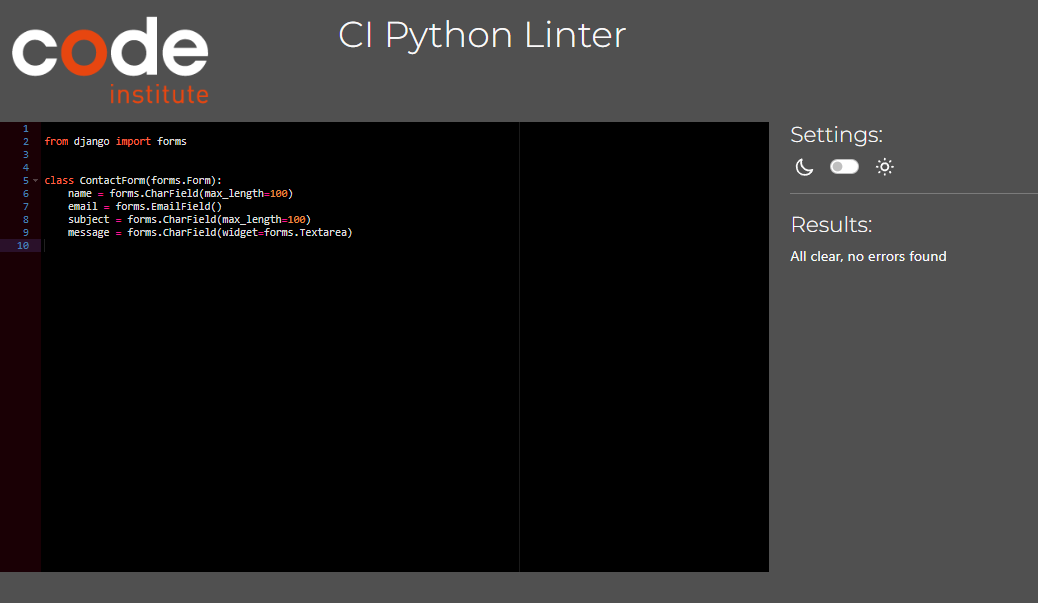 code
institute
CI Python Linter
1
2 from django import forms
3
4
5 class ContactForm(forms.Form):
6     name = forms.CharField(max_length=100)
7     email = forms.EmailField()
8     subject = forms.CharField(max_length=100)
9     message = forms.CharField(widget=forms.Textarea)
10
Settings:
Results:
All clear, no errors found